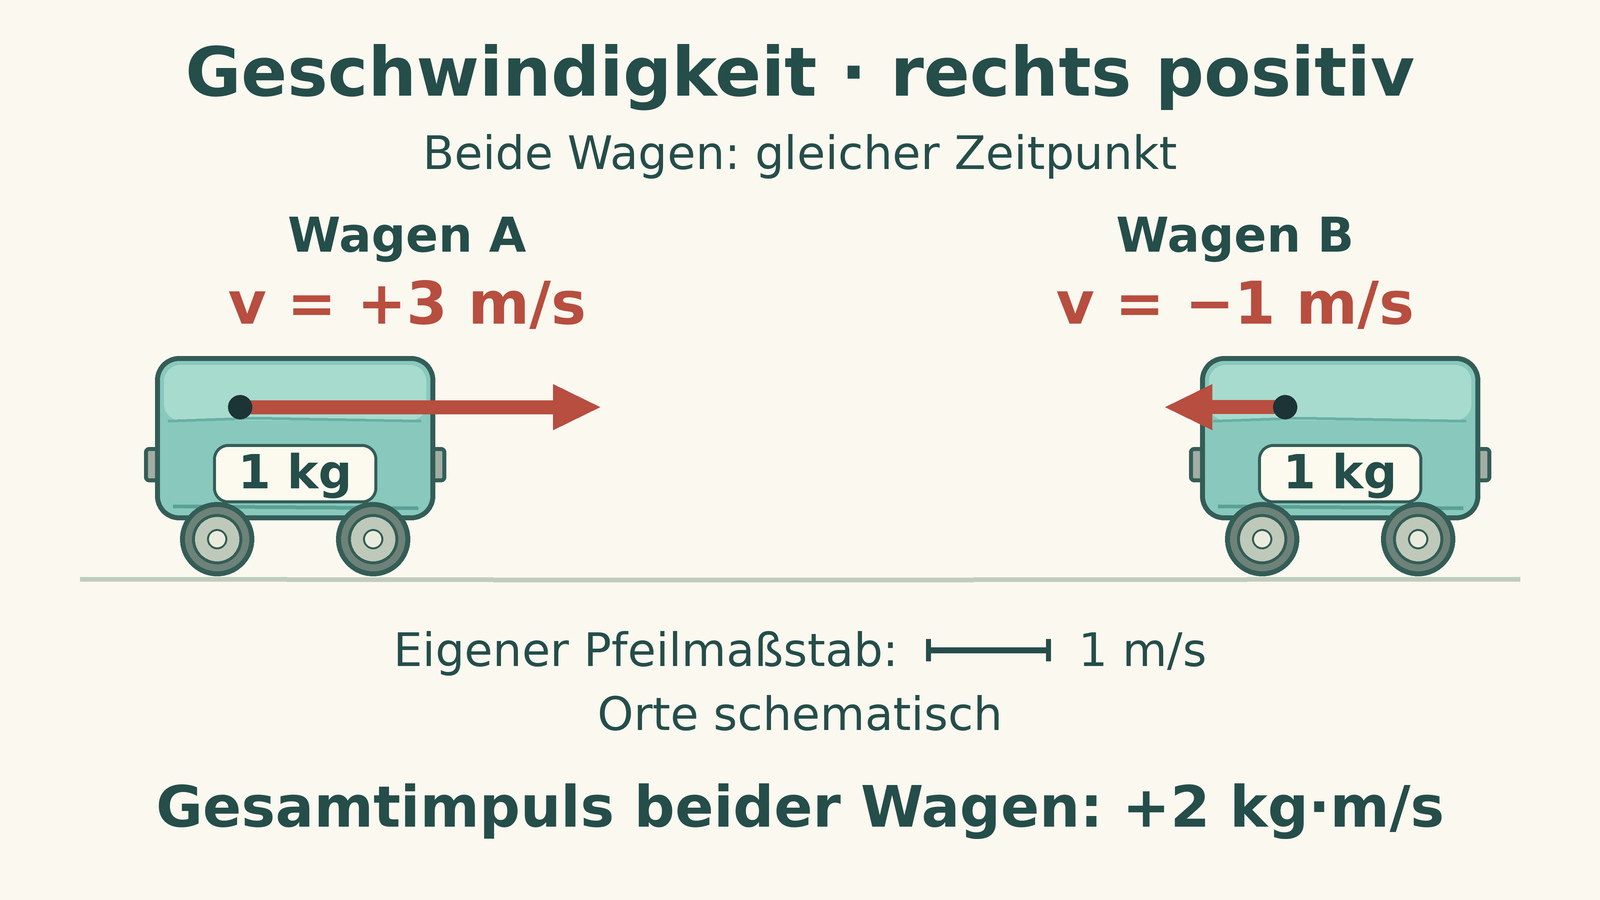 Geschwindigkeit · rechts positiv
Beide Wagen: gleicher Zeitpunkt
Wagen A
v = +3 m/s
1 kg
Wagen B
v = −1 m/s
1 kg
Eigener Pfeilmaßstab: 1 m/s
Orte schematisch
Gesamtimpuls beider Wagen: +2 kg·m/s